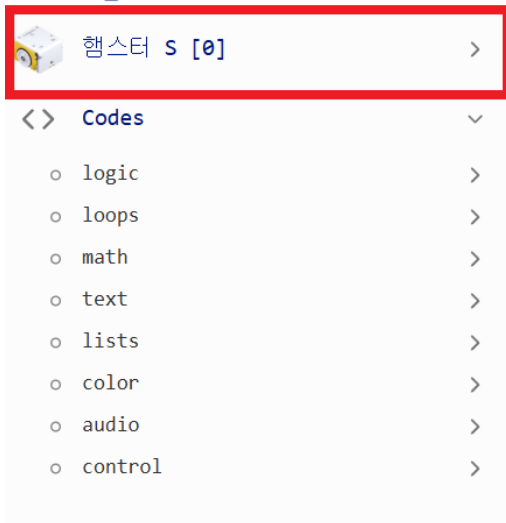 햄스터 S [0]
Codes
logic
loops
math
text
lists
color
audio
control